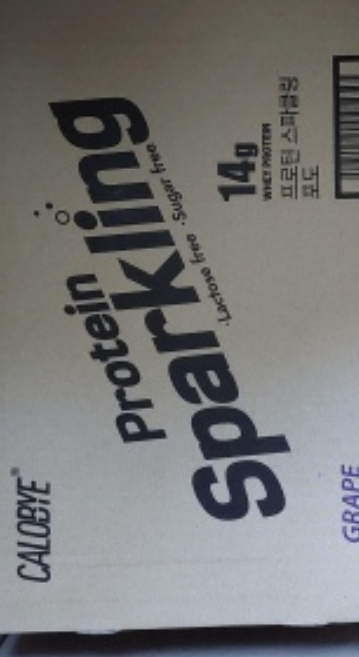 CALOBYE®
Protein
Sparkling
·Lactose free ·Sugar free
14g
WHEY PROTEIN
프로틴 스파클링
포도
GRAPE